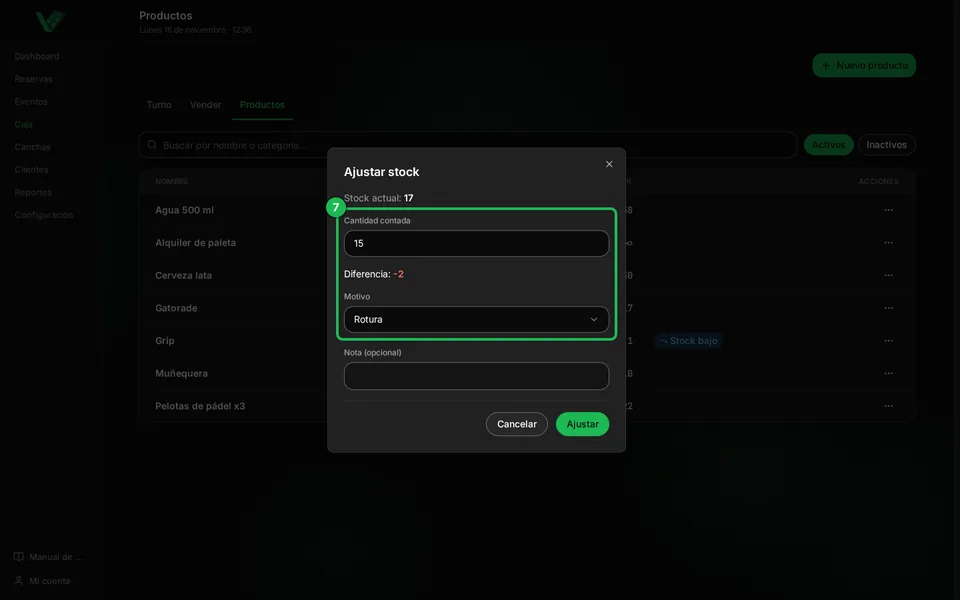 Productos
Lunes 16 de noviembre · 12:36
Dashboard
Reservas
Eventos
Caja
Canchas
Clientes
Reportes
Configuración
Nuevo producto
Turno
Vender
Productos
Buscar por nombre o categoría...
Activos
Inactivos
NOMBRE
ACCIONES
Agua 500 ml
Alquiler de paleta
Cerveza lata
Gatorade
Grip
Stock bajo
Muñequera
Pelotas de pádel x3
Ajustar stock
Stock actual: 17
7
Cantidad contada
15
Diferencia: -2
Motivo
Rotura
Nota (opcional)
Cancelar
Ajustar
Manual de ...
Mi cuenta